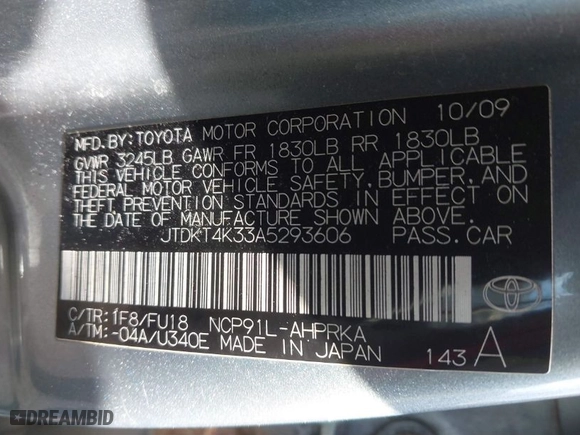 MFD. BY: TOYOTA MOTOR CORPORATION 10/09
GVWR 3245LB GAWR FR 1830LB RR 1830LB
THIS VEHICLE CONFORMS TO ALL APPLICABLE
FEDERAL MOTOR VEHICLE SAFETY, BUMPER, AND
THEFT PREVENTION STANDARDS IN EFFECT ON
THE DATE OF MANUFACTURE SHOWN ABOVE.
JTDKT4K33A5293606 PASS.CAR
C/TR: 1F8/FU18 NCP91L-AHPRKA
A/TM: -04A/U340E MADE IN JAPAN 143 A
TOYOTA
DREAMBID